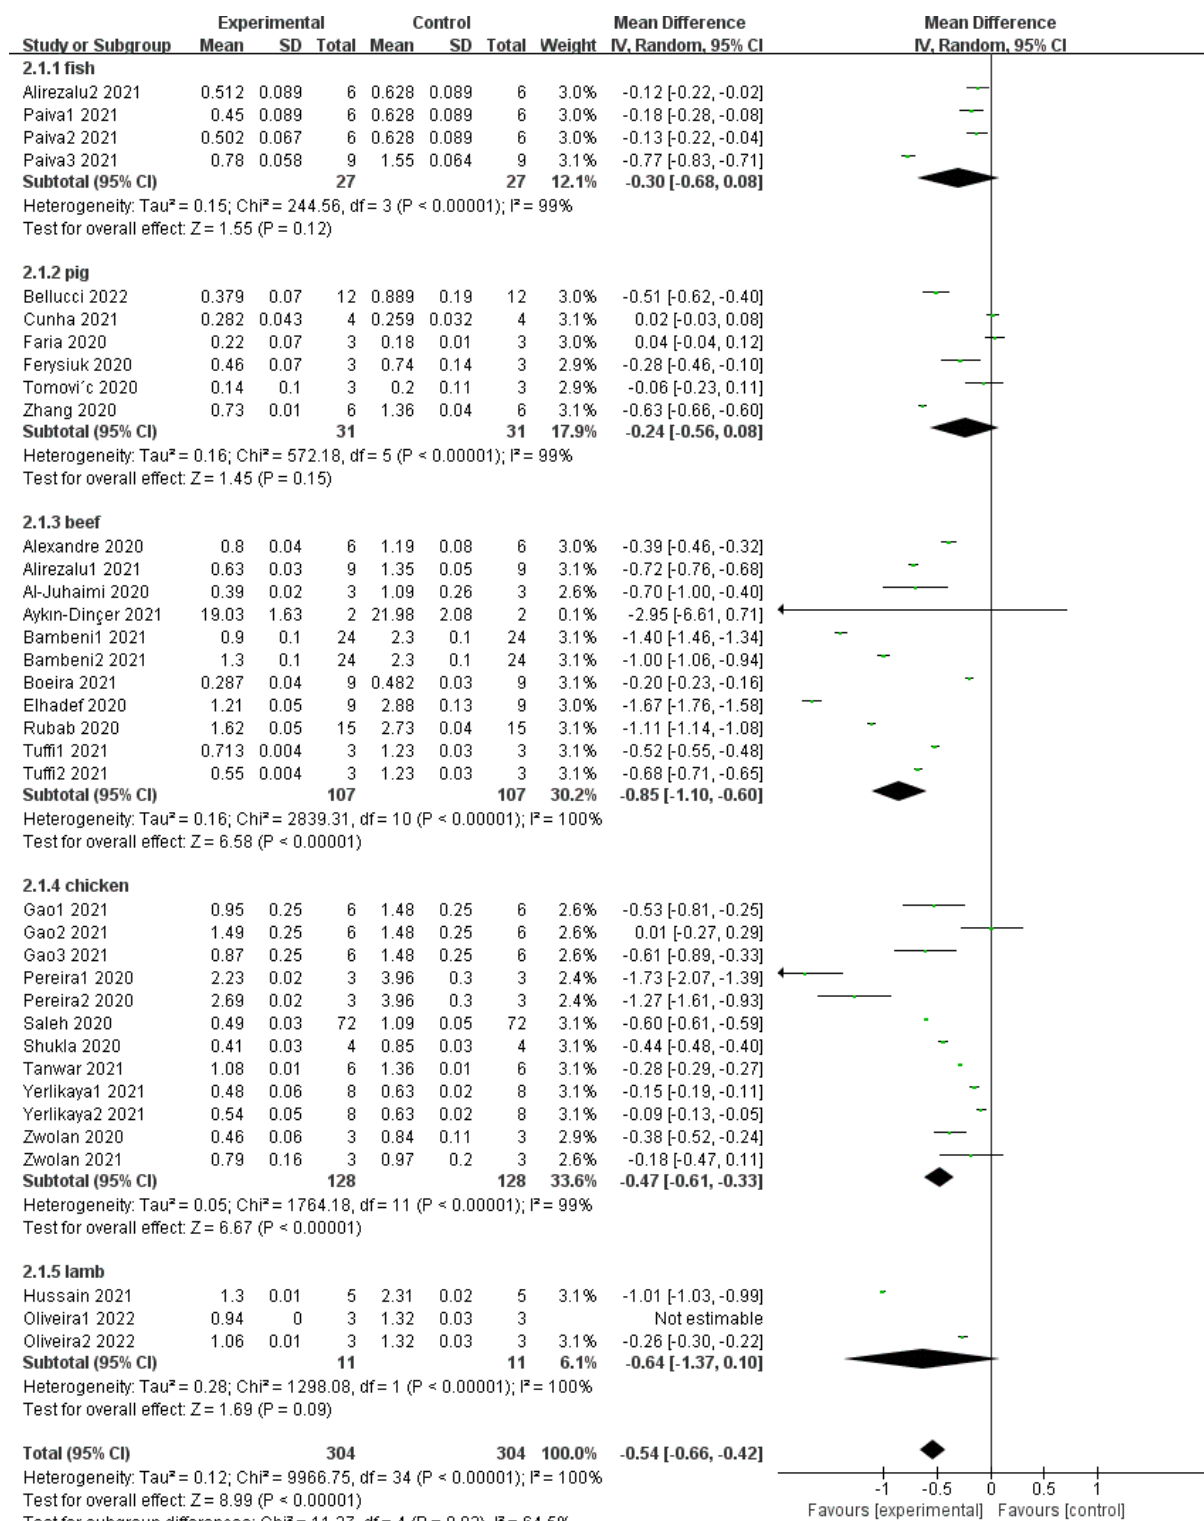 Experimental Control Mean Difference Mean Difference
Study or Subgroup Mean SD Total Mean SD Total Weight IV, Random, 95% CI IV, Random, 95% CI
2.1.1 fish
Alirezalu2 2021 0.512 0.089 6 0.628 0.089 6 3.0% -0.12 [-0.22, -0.02]
Paiva1 2021 0.45 0.089 6 0.628 0.089 6 3.0% -0.18 [-0.28, -0.08]
Paiva2 2021 0.502 0.067 6 0.628 0.089 6 3.0% -0.13 [-0.22, -0.04]
Paiva3 2021 0.78 0.058 9 1.55 0.064 9 3.1% -0.77 [-0.83, -0.71]
Subtotal (95% CI) 27 27 12.1% -0.30 [-0.68, 0.08]
Heterogeneity: Tau² = 0.15; Chi² = 244.56, df = 3 (P < 0.00001); I² = 99%
Test for overall effect: Z = 1.55 (P = 0.12)
2.1.2 pig
Bellucci 2022 0.379 0.07 12 0.889 0.19 12 3.0% -0.51 [-0.62, -0.40]
Cunha 2021 0.282 0.043 4 0.259 0.032 4 3.1% 0.02 [-0.03, 0.08]
Faria 2020 0.22 0.07 3 0.18 0.01 3 3.0% 0.04 [-0.04, 0.12]
Ferysiuk 2020 0.46 0.07 3 0.74 0.14 3 2.9% -0.28 [-0.46, -0.10]
Tomovi´c 2020 0.14 0.1 3 0.2 0.11 3 2.9% -0.06 [-0.23, 0.11]
Zhang 2020 0.73 0.01 6 1.36 0.04 6 3.1% -0.63 [-0.66, -0.60]
Subtotal (95% CI) 31 31 17.9% -0.24 [-0.56, 0.08]
Heterogeneity: Tau² = 0.16; Chi² = 572.18, df = 5 (P < 0.00001); I² = 99%
Test for overall effect: Z = 1.45 (P = 0.15)
2.1.3 beef
Alexandre 2020 0.8 0.04 6 1.19 0.08 6 3.0% -0.39 [-0.46, -0.32]
Alirezalu1 2021 0.63 0.03 9 1.35 0.05 9 3.1% -0.72 [-0.76, -0.68]
Al-Juhaimi 2020 0.39 0.02 3 1.09 0.26 3 2.6% -0.70 [-1.00, -0.40]
Aykın-Dinçer 2021 19.03 1.63 2 21.98 2.08 2 0.1% -2.95 [-6.61, 0.71]
Bambeni1 2021 0.9 0.1 24 2.3 0.1 24 3.1% -1.40 [-1.46, -1.34]
Bambeni2 2021 1.3 0.1 24 2.3 0.1 24 3.1% -1.00 [-1.06, -0.94]
Boeira 2021 0.287 0.04 9 0.482 0.03 9 3.1% -0.20 [-0.23, -0.16]
Elhadef 2020 1.21 0.05 9 2.88 0.13 9 3.0% -1.67 [-1.76, -1.58]
Rubab 2020 1.62 0.05 15 2.73 0.04 15 3.1% -1.11 [-1.14, -1.08]
Tuffi1 2021 0.713 0.004 3 1.23 0.03 3 3.1% -0.52 [-0.55, -0.48]
Tuffi2 2021 0.55 0.004 3 1.23 0.03 3 3.1% -0.68 [-0.71, -0.65]
Subtotal (95% CI) 107 107 30.2% -0.85 [-1.10, -0.60]
Heterogeneity: Tau² = 0.16; Chi² = 2839.31, df = 10 (P < 0.00001); I² = 100%
Test for overall effect: Z = 6.58 (P < 0.00001)
2.1.4 chicken
Gao1 2021 0.95 0.25 6 1.48 0.25 6 2.6% -0.53 [-0.81, -0.25]
Gao2 2021 1.49 0.25 6 1.48 0.25 6 2.6% 0.01 [-0.27, 0.29]
Gao3 2021 0.87 0.25 6 1.48 0.25 6 2.6% -0.61 [-0.89, -0.33]
Pereira1 2020 2.23 0.02 3 3.96 0.3 3 2.4% -1.73 [-2.07, -1.39]
Pereira2 2020 2.69 0.02 3 3.96 0.3 3 2.4% -1.27 [-1.61, -0.93]
Saleh 2020 0.49 0.03 72 1.09 0.05 72 3.1% -0.60 [-0.61, -0.59]
Shukla 2020 0.41 0.03 4 0.85 0.03 4 3.1% -0.44 [-0.48, -0.40]
Tanwar 2021 1.08 0.01 6 1.36 0.01 6 3.1% -0.28 [-0.29, -0.27]
Yerlikaya1 2021 0.48 0.06 8 0.63 0.02 8 3.1% -0.15 [-0.19, -0.11]
Yerlikaya2 2021 0.54 0.05 8 0.63 0.02 8 3.1% -0.09 [-0.13, -0.05]
Zwolan 2020 0.46 0.06 3 0.84 0.11 3 2.9% -0.38 [-0.52, -0.24]
Zwolan 2021 0.79 0.16 3 0.97 0.2 3 2.6% -0.18 [-0.47, 0.11]
Subtotal (95% CI) 128 128 33.6% -0.47 [-0.61, -0.33]
Heterogeneity: Tau² = 0.05; Chi² = 1764.18, df = 11 (P < 0.00001); I² = 99%
Test for overall effect: Z = 6.67 (P < 0.00001)
2.1.5 lamb
Hussain 2021 1.3 0.01 5 2.31 0.02 5 3.1% -1.01 [-1.03, -0.99]
Oliveira1 2022 0.94 0 3 1.32 0.03 3 Not estimable
Oliveira2 2022 1.06 0.01 3 1.32 0.03 3 3.1% -0.26 [-0.30, -0.22]
Subtotal (95% CI) 11 11 6.1% -0.64 [-1.37, 0.10]
Heterogeneity: Tau² = 0.28; Chi² = 1298.08, df = 1 (P < 0.00001); I² = 100%
Test for overall effect: Z = 1.69 (P = 0.09)
Total (95% CI) 304 304 100.0% -0.54 [-0.66, -0.42]
Heterogeneity: Tau² = 0.12; Chi² = 9966.75, df = 34 (P < 0.00001); I² = 100%
Test for overall effect: Z = 8.99 (P < 0.00001)
-1 -0.5 0 0.5 1
Favours [experimental] Favours [control]